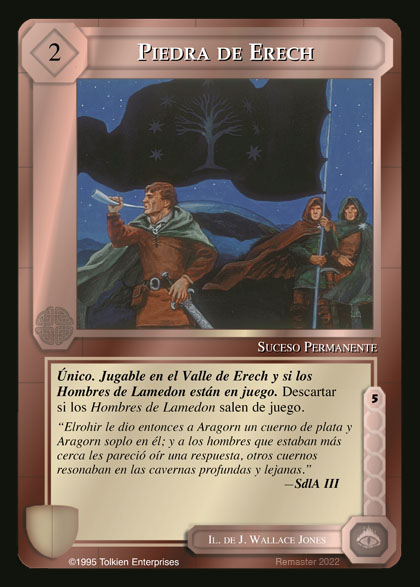 2
PIEDRA DE ERECH
SUCESO PERMANENTE
Único. Jugable en el Valle de Erech y si los
Hombres de Lamedon están en juego. Descartar
si los Hombres de Lamedon salen de juego.
“Elrohir le dio entonces a Aragorn un cuerno de plata y
Aragorn soplo en él; y a los hombres que estaban más
cerca les pareció oír una respuesta, otros cuernos
resonaban en las cavernas profundas y lejanas.”
—SdlA III
5
IL. DE J. WALLACE JONES
©1995 Tolkien Enterprises
Remaster 2022